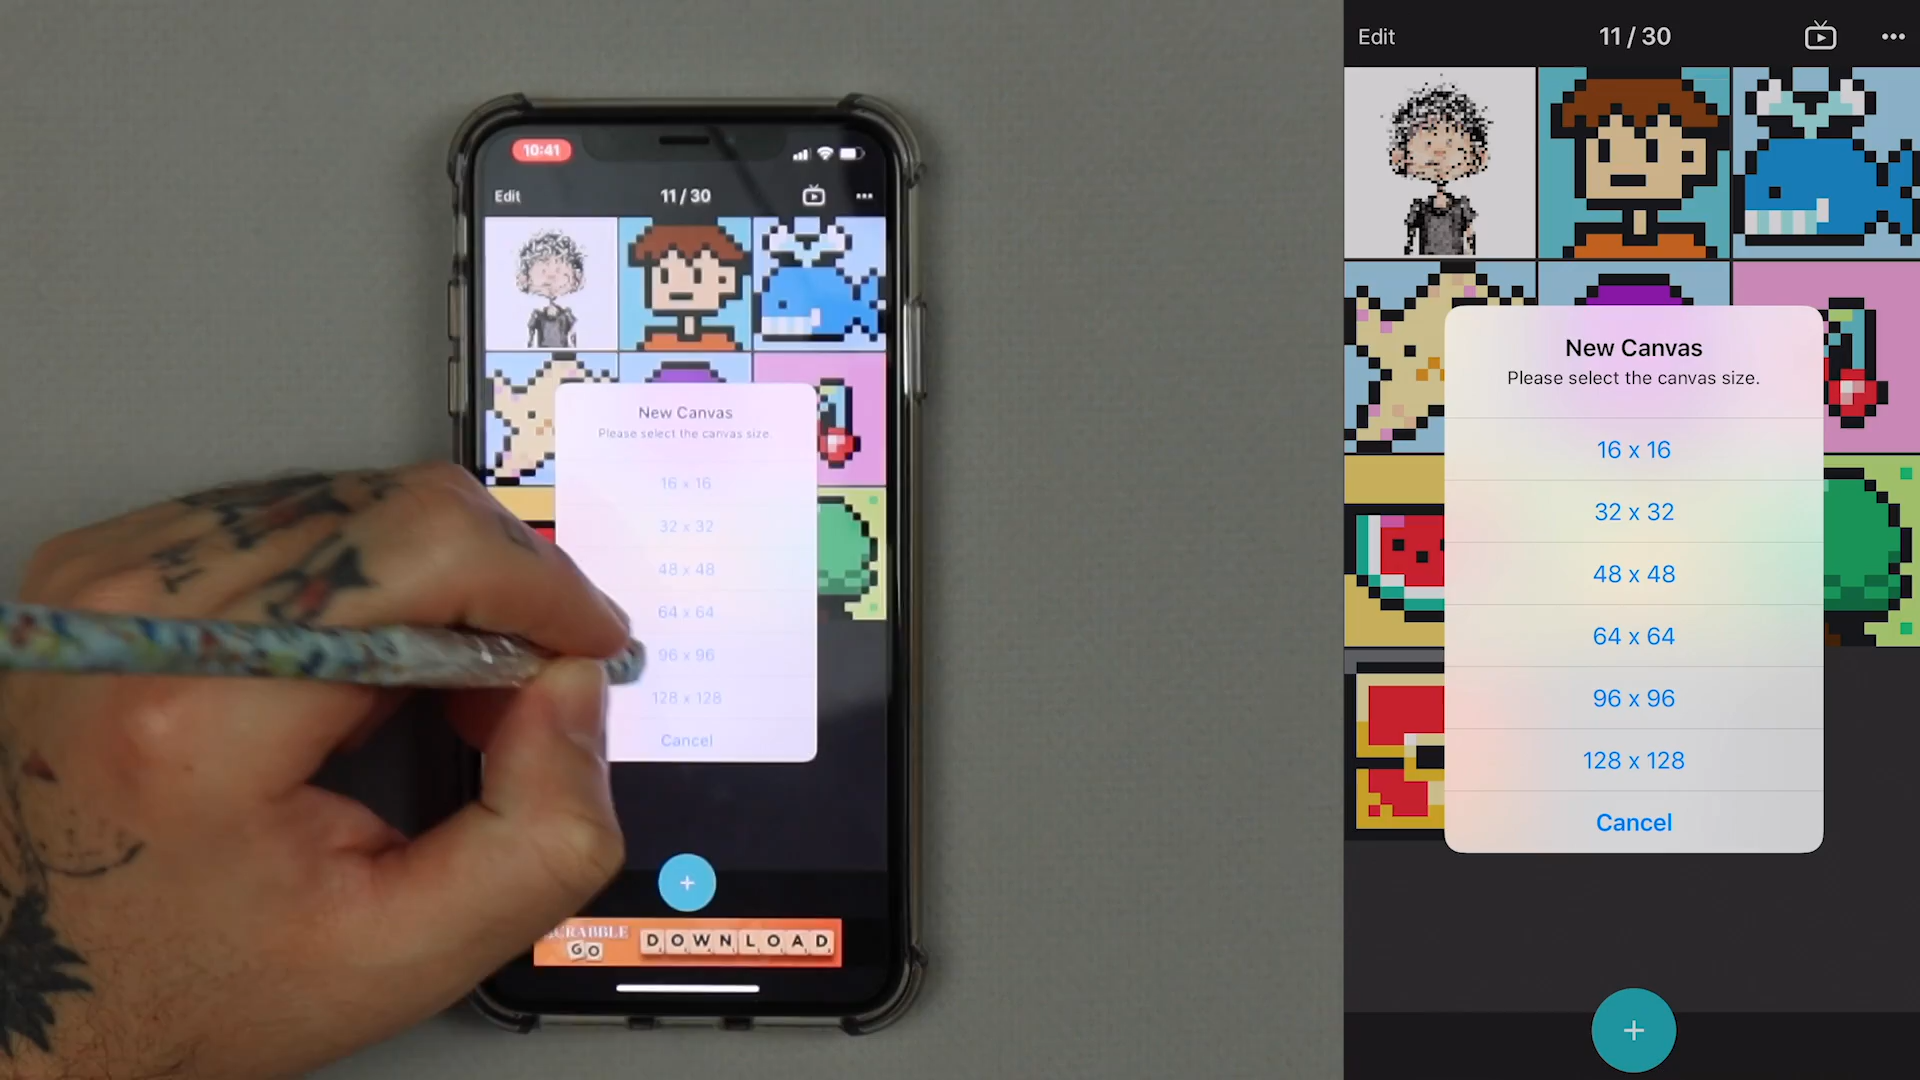 10:41
Edit
11 / 30
New Canvas
Please select the canvas size.
16 x 16
32 x 32
48 x 48
64 x 64
96 x 96
128 x 128
Cancel
+
SCRABBLE
GO
DOWNLOAD
TH
Edit
11 / 30
New Canvas
Please select the canvas size.
16 x 16
32 x 32
48 x 48
64 x 64
96 x 96
128 x 128
Cancel
+